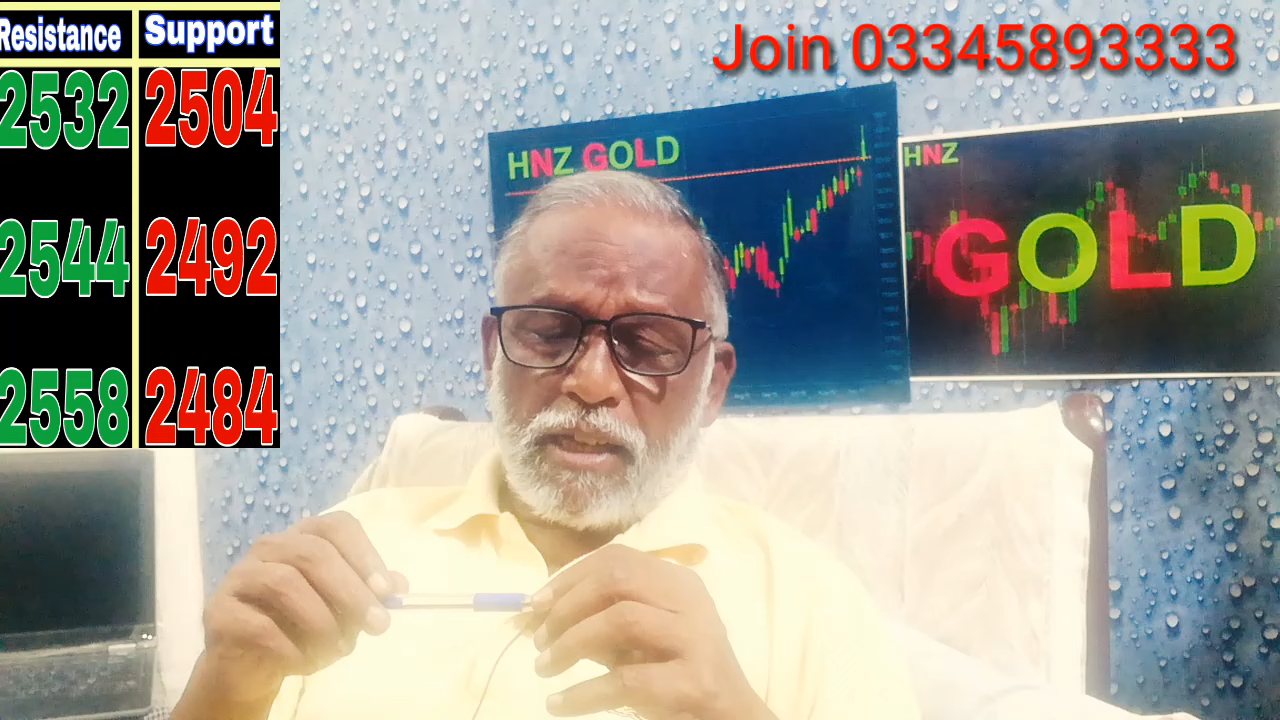 Resistance Support
2532 2504
2544 2492
2558 2484
Join 03345893333
HNZ GOLD
HNZ
GOLD